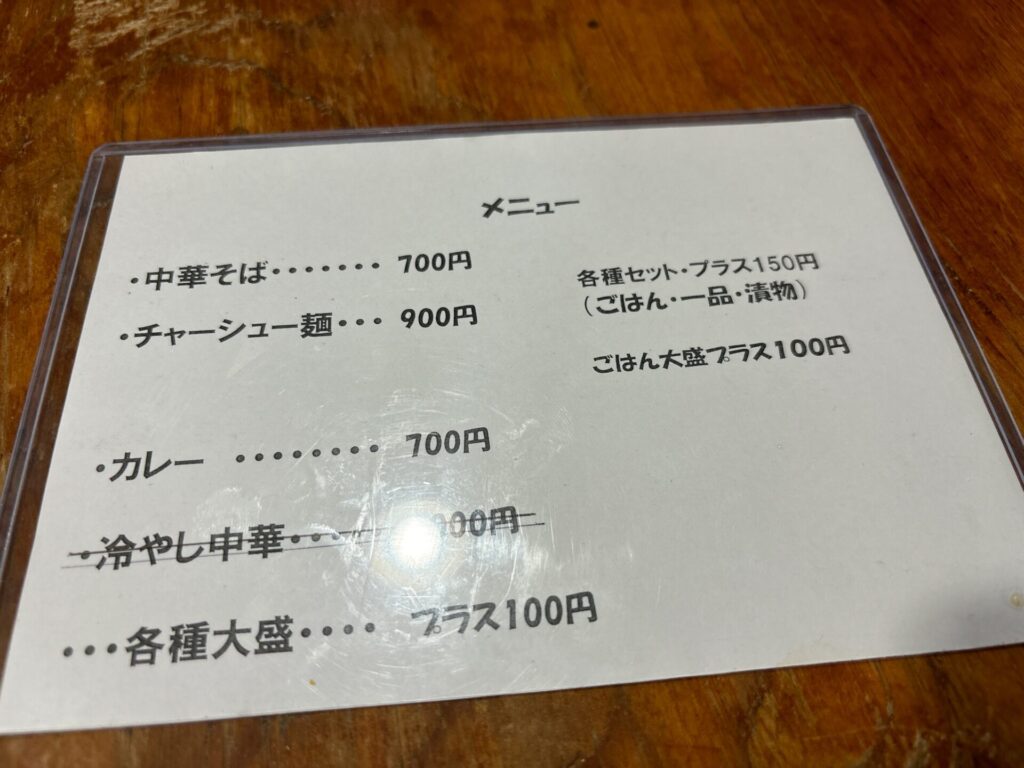 メニュー
・中華そば・・・・・・・ 700円
・チャーシュー麺・・・ 900円
・カレー ・・・・・・・・ 700円
・冷やし中華・・・・ 00円
・・・各種大盛・・・・ プラス100円
各種セット・プラス150円
(ごはん・一品・漬物)
ごはん大盛プラス100円